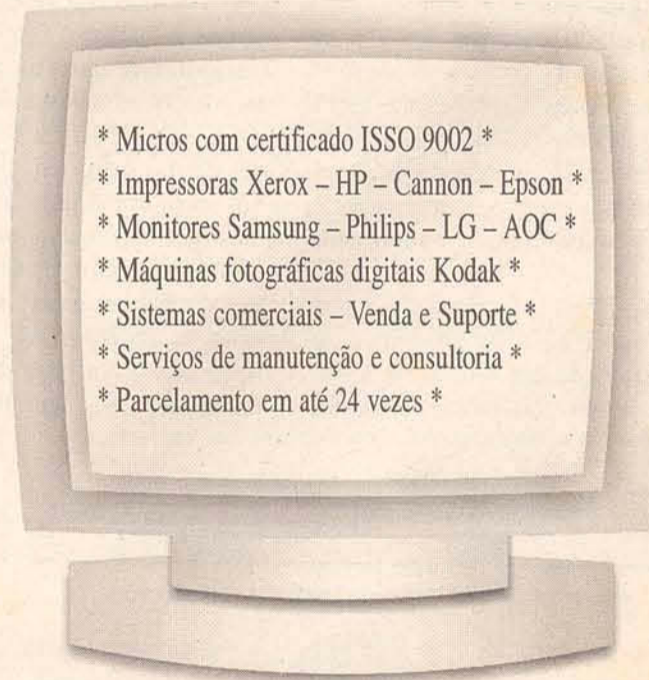 * Micros com certificado ISSO 9002 *
* Impressoras Xerox – HP – Cannon – Epson *
* Monitores Samsung – Philips – LG – AOC *
* Máquinas fotográficas digitais Kodak *
* Sistemas comerciais – Venda e Suporte *
* Serviços de manutenção e consultoria *
* Parcelamento em até 24 vezes *